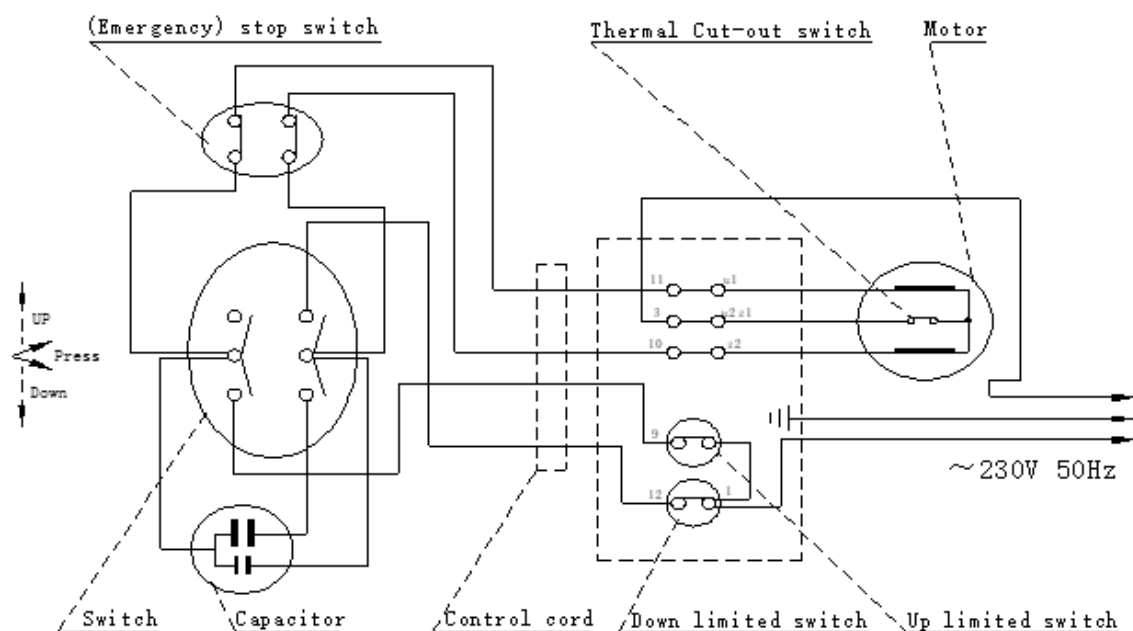 (Emergency) stop switch
Thermal Cut-out switch
Motor
UP
Press
Down
11
u1
3
u2 z1
10
z2
9
12
1
~230V 50Hz
Switch
Capacitor
Control cord
Down limited switch
Up limited switch